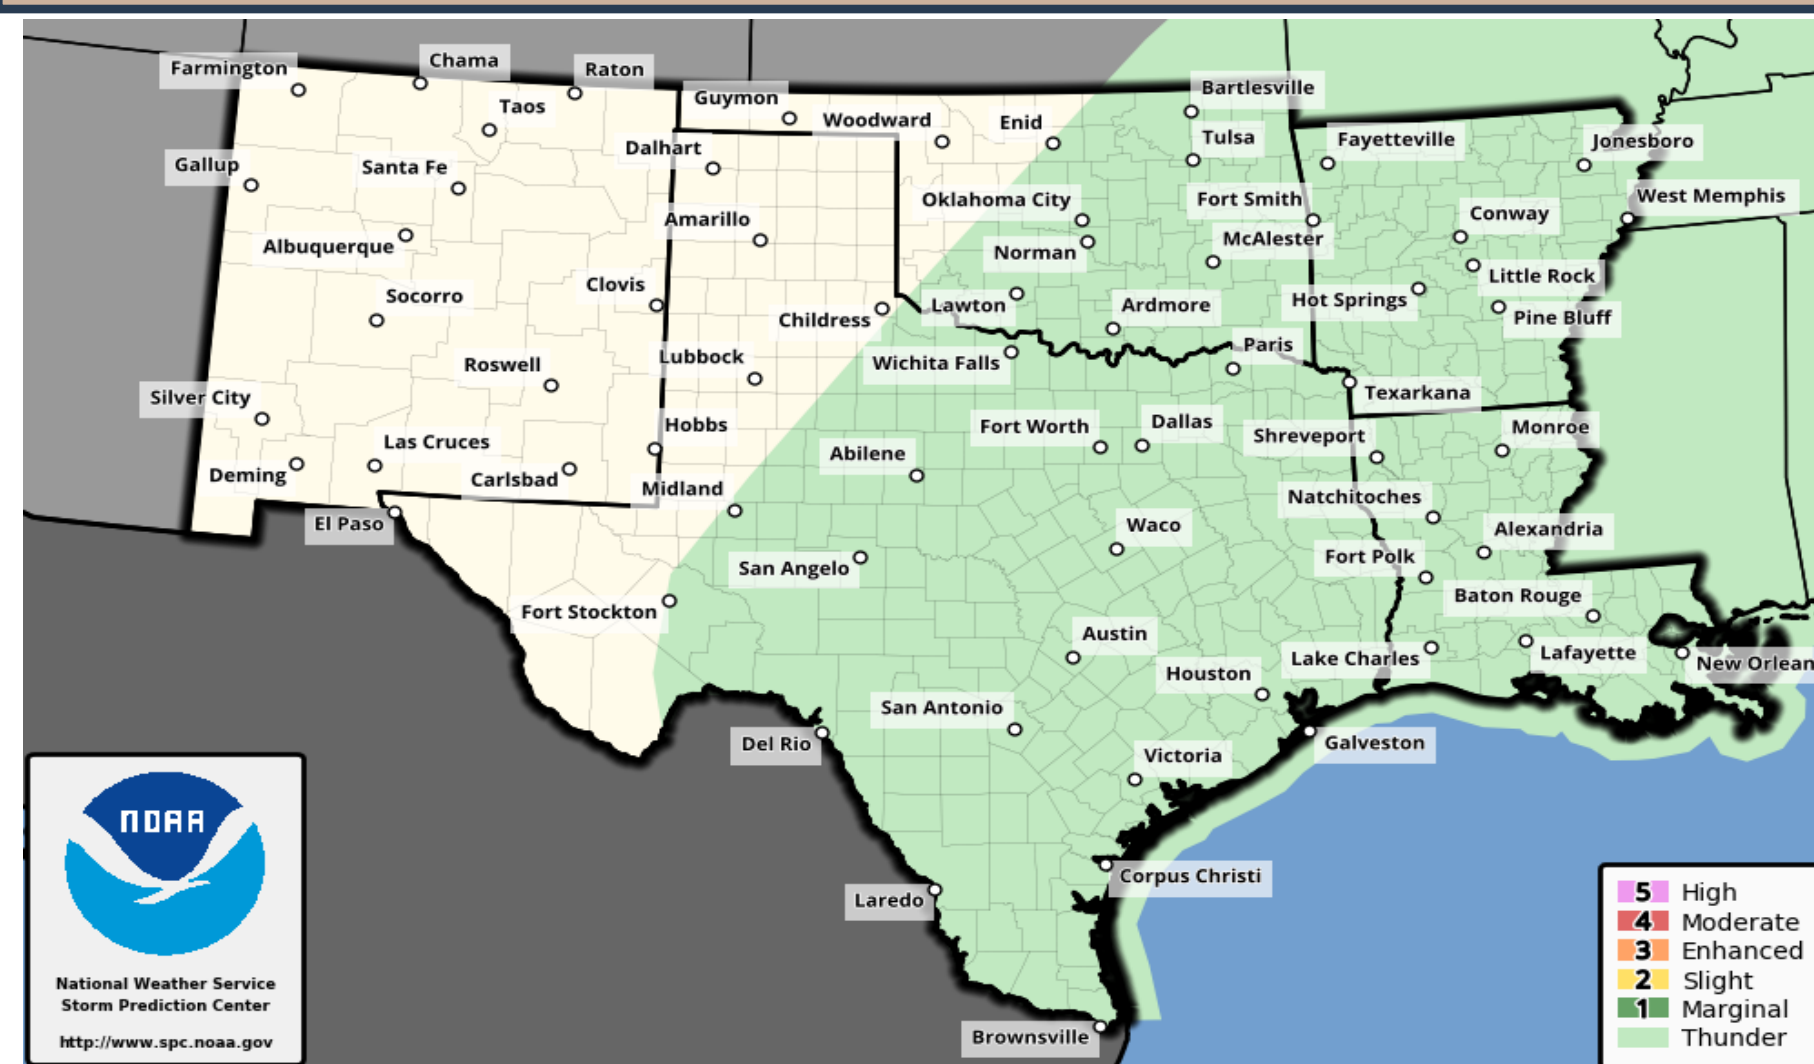 Farmington
Chama
Raton
Guymon
Bartlesville
Taos
Woodward
Enid
Tulsa
Fayetteville
Jonesboro
Dalhart
Gallup
Santa Fe
Oklahoma City
Fort Smith
West Memphis
Amarillo
Conway
Albuquerque
Norman
McAlester
Little Rock
Socorro
Clovis
Childress
Lawton
Ardmore
Hot Springs
Pine Bluff
Roswell
Lubbock
Wichita Falls
Paris
Texarkana
Silver City
Hobbs
Fort Worth
Dallas
Shreveport
Monroe
Las Cruces
Abilene
Deming
Carlsbad
Midland
Natchitoches
El Paso
Waco
Alexandria
San Angelo
Fort Polk
Fort Stockton
Baton Rouge
Austin
Lake Charles
Lafayette
New Orlean
Houston
San Antonio
Del Rio
Victoria
Galveston
Corpus Christi
Laredo
Brownsville
NOAA
National Weather Service
Storm Prediction Center
http://www.spc.noaa.gov
5 High
4 Moderate
3 Enhanced
2 Slight
1 Marginal
Thunder